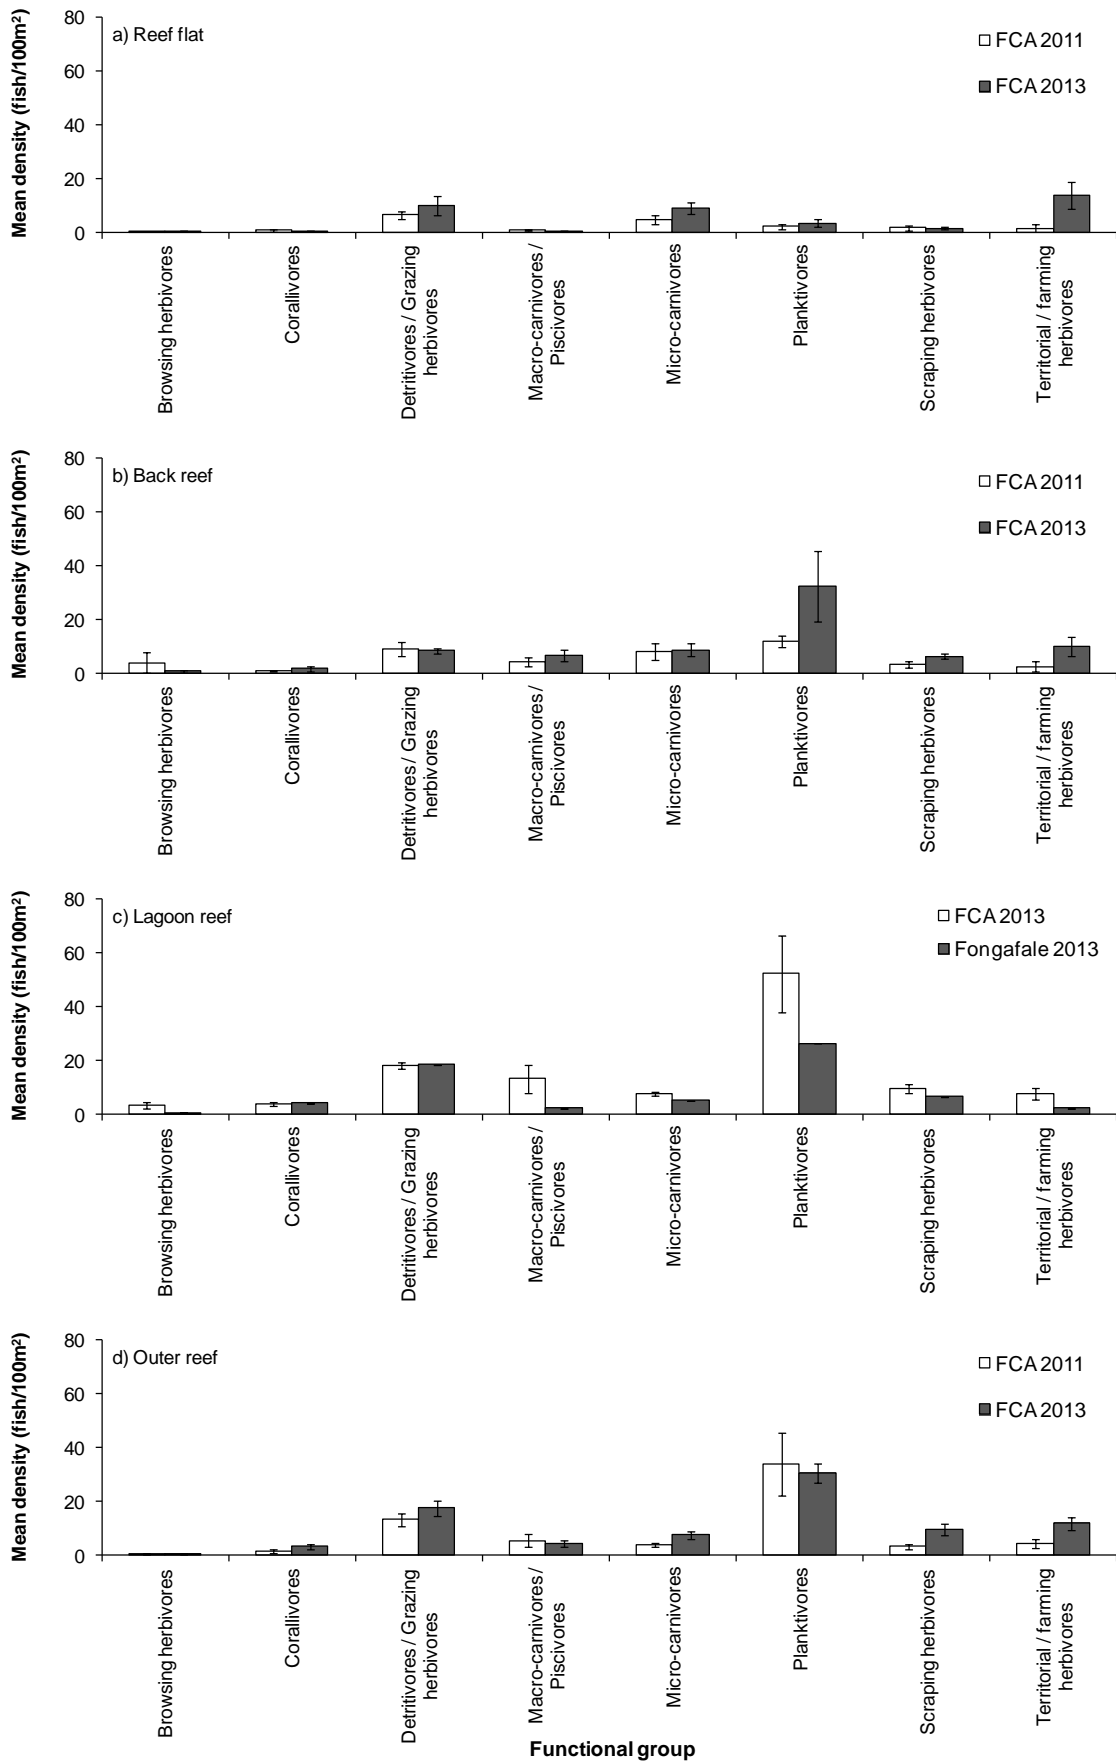 a) Reef flat
FCA 2011
FCA 2013
Mean density (fish/100m²)
80
60
40
20
0
Browsing herbivores
Corallivores
Detritivores / Grazing
herbivores
Macro-carnivores /
Piscivores
Micro-carnivores
Planktivores
Scraping herbivores
Territorial / farming
herbivores
b) Back reef
FCA 2011
FCA 2013
Mean density (fish/100m²)
80
60
40
20
0
Browsing herbivores
Corallivores
Detritivores / Grazing
herbivores
Macro-carnivores /
Piscivores
Micro-carnivores
Planktivores
Scraping herbivores
Territorial / farming
herbivores
c) Lagoon reef
FCA 2013
Fongafale 2013
Mean density (fish/100m²)
80
60
40
20
0
Browsing herbivores
Corallivores
Detritivores / Grazing
herbivores
Macro-carnivores /
Piscivores
Micro-carnivores
Planktivores
Scraping herbivores
Territorial / farming
herbivores
d) Outer reef
FCA 2011
FCA 2013
Mean density (fish/100m²)
80
60
40
20
0
Browsing herbivores
Corallivores
Detritivores / Grazing
herbivores
Macro-carnivores /
Piscivores
Micro-carnivores
Planktivores
Scraping herbivores
Territorial / farming
herbivores
Functional group